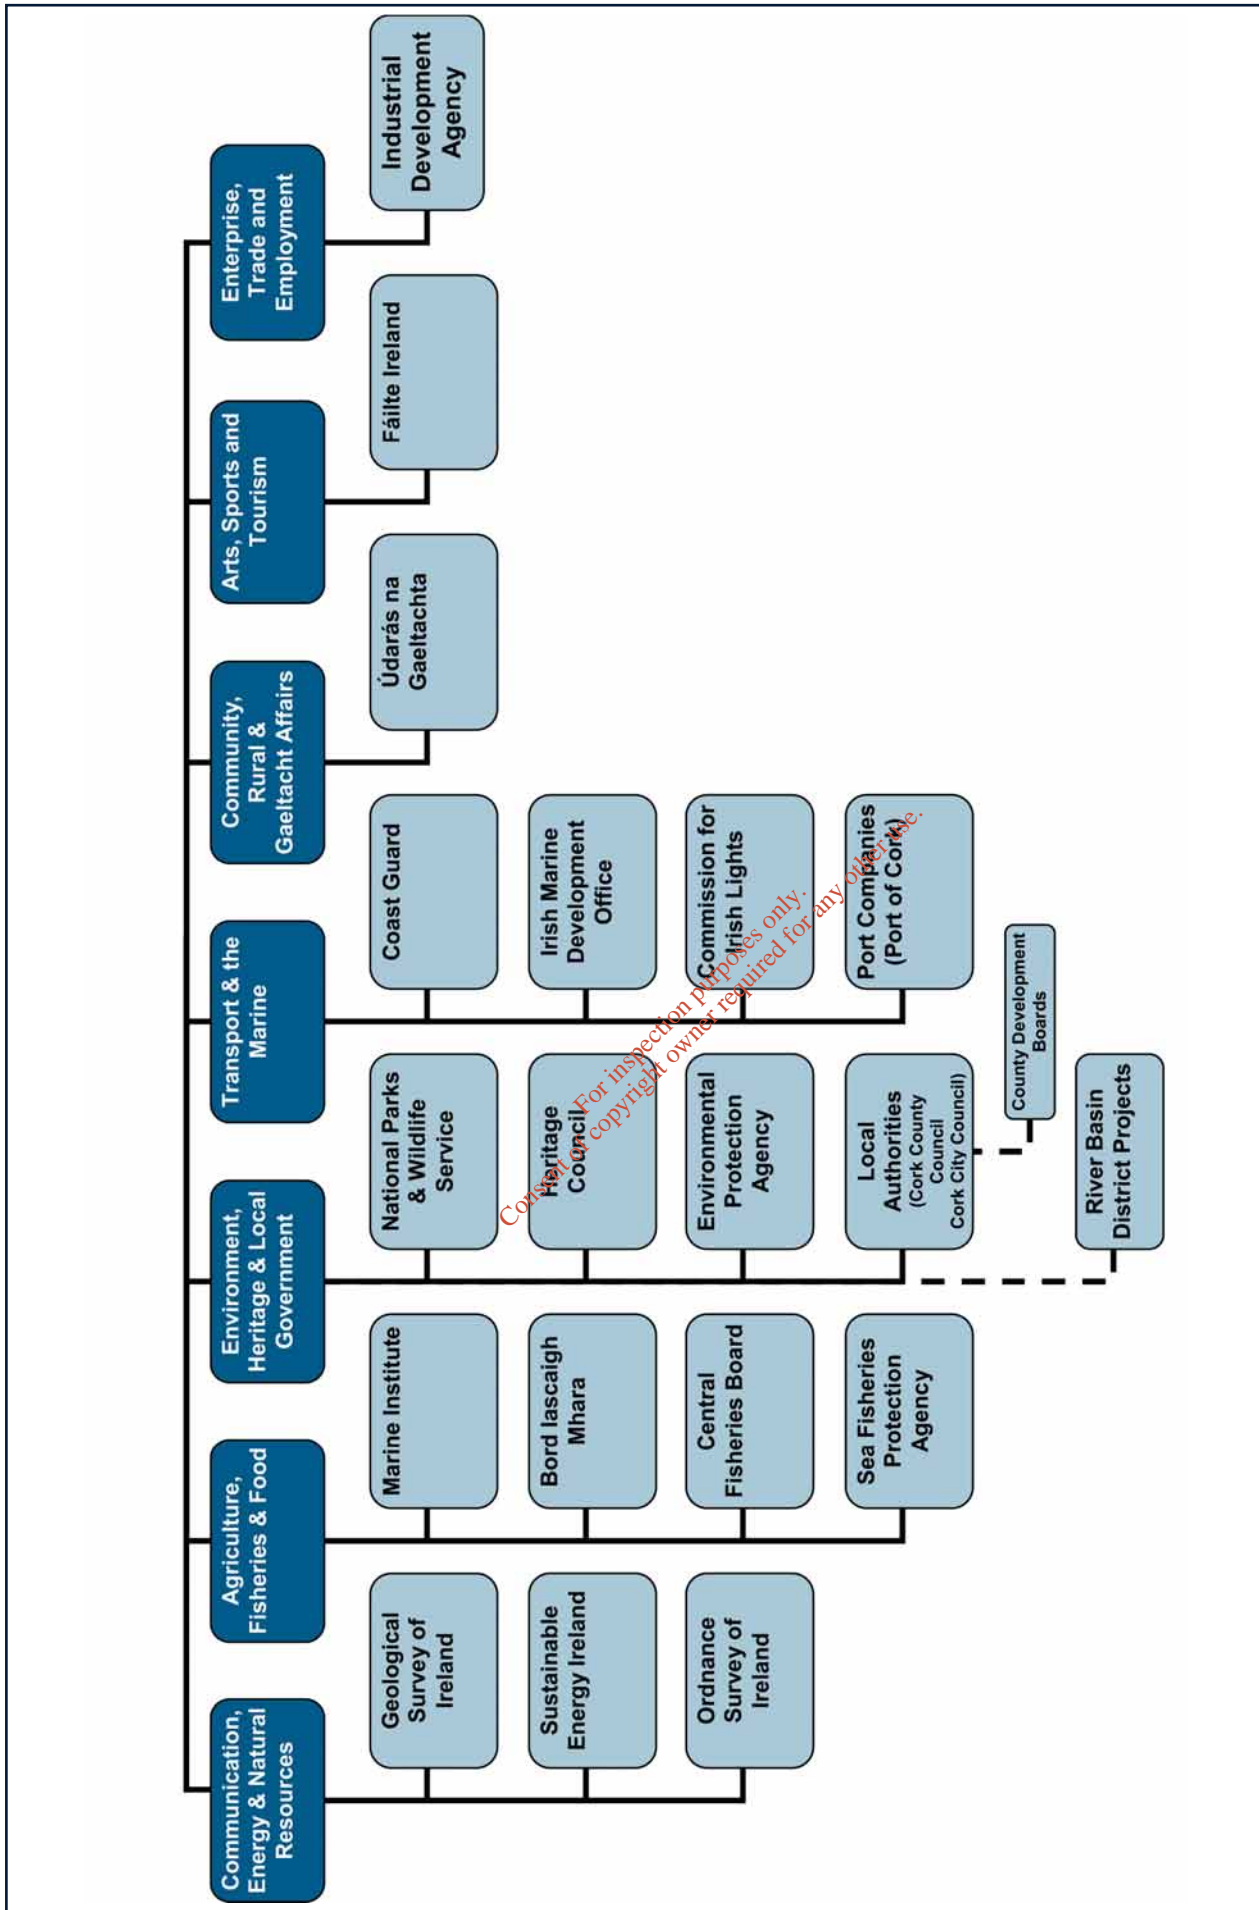 Communication,
Energy & Natural
Resources
Geological
Survey of
Ireland
Sustainable
Energy Ireland
Ordnance
Survey of
Ireland
Agriculture,
Fisheries & Food
Marine Institute
Bord Iascaigh
Mhara
Central
Fisheries Board
Sea Fisheries
Protection
Agency
Environment,
Heritage & Local
Government
National Parks
& Wildlife
Service
Heritage
Council
Environmental
Protection
Agency
Local
Authorities
(Cork County
Council
Cork City Council)
County Development
Boards
River Basin
District Projects
Transport & the
Marine
Coast Guard
Irish Marine
Development
Office
Commission for
Irish Lights
Port Companies
(Port of Cork)
Community,
Rural &
Gaeltacht Affairs
Údarás na
Gaeltachta
Arts, Sports and
Tourism
Fáilte Ireland
Enterprise,
Trade and
Employment
Industrial
Development
Agency
For inspection purposes only.
Consent of copyright owner required for any other use.